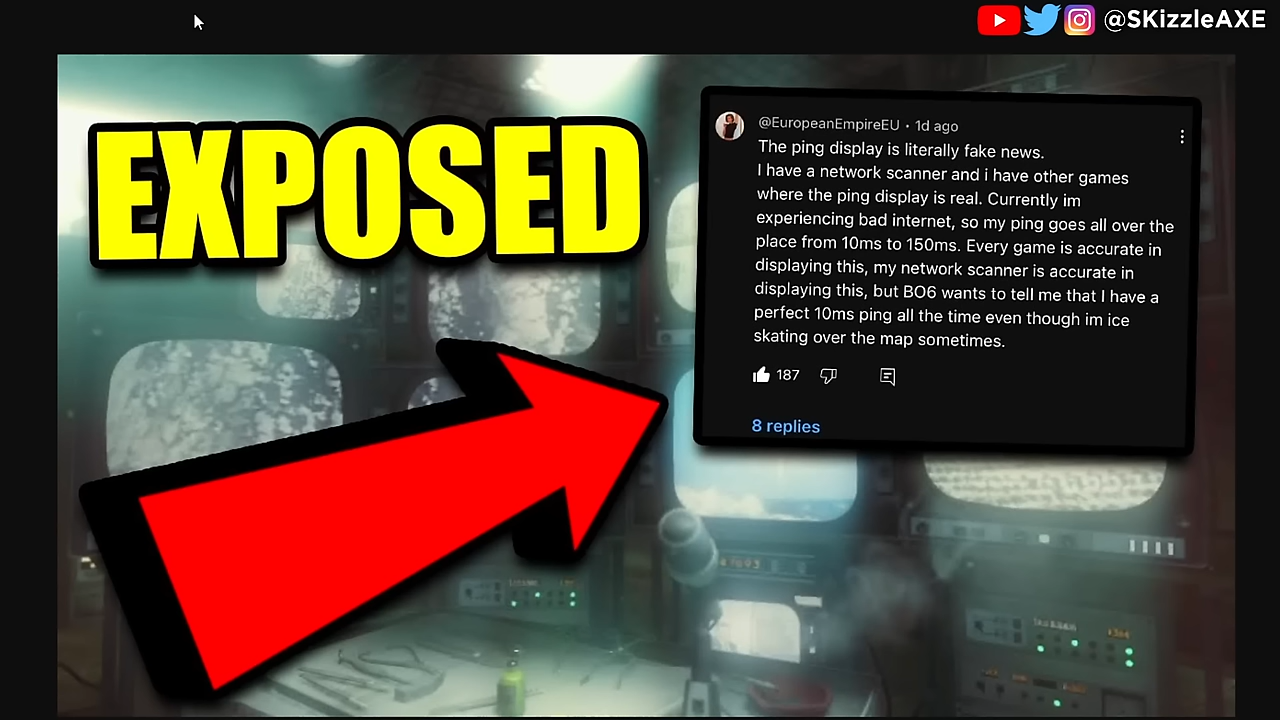 @SKizzleAXE
EXPOSED
@EuropeanEmpireEU · 1d ago
The ping display is literally fake news.
I have a network scanner and i have other games
where the ping display is real. Currently im
experiencing bad internet, so my ping goes all over the
place from 10ms to 150ms. Every game is accurate in
displaying this, my network scanner is accurate in
displaying this, but BO6 wants to tell me that I have a
perfect 10ms ping all the time even though im ice
skating over the map sometimes.
187
8 replies